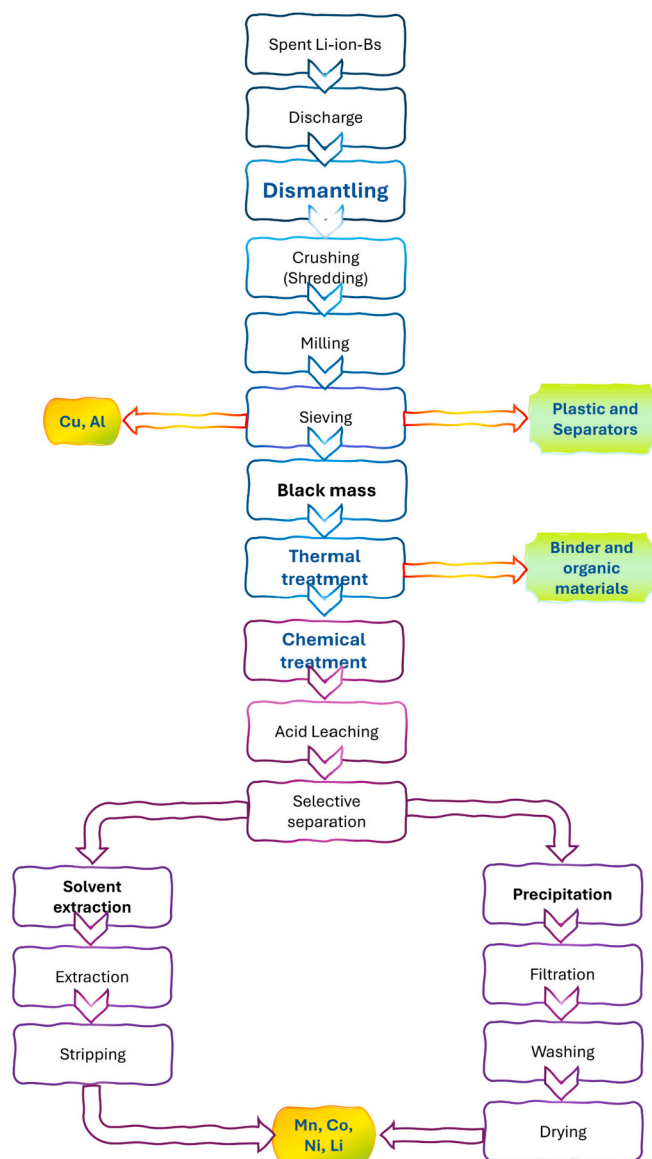 Spent Li-ion-Bs
Discharge
Dismantling
Crushing
(Shredding)
Milling
Cu, Al
Sieving
Plastic and
Separators
Black mass
Thermal
treatment
Binder and
organic
materials
Chemical
treatment
Acid Leaching
Selective
separation
Solvent
extraction
Extraction
Stripping
Precipitation
Filtration
Washing
Drying
Mn, Co,
Ni, Li